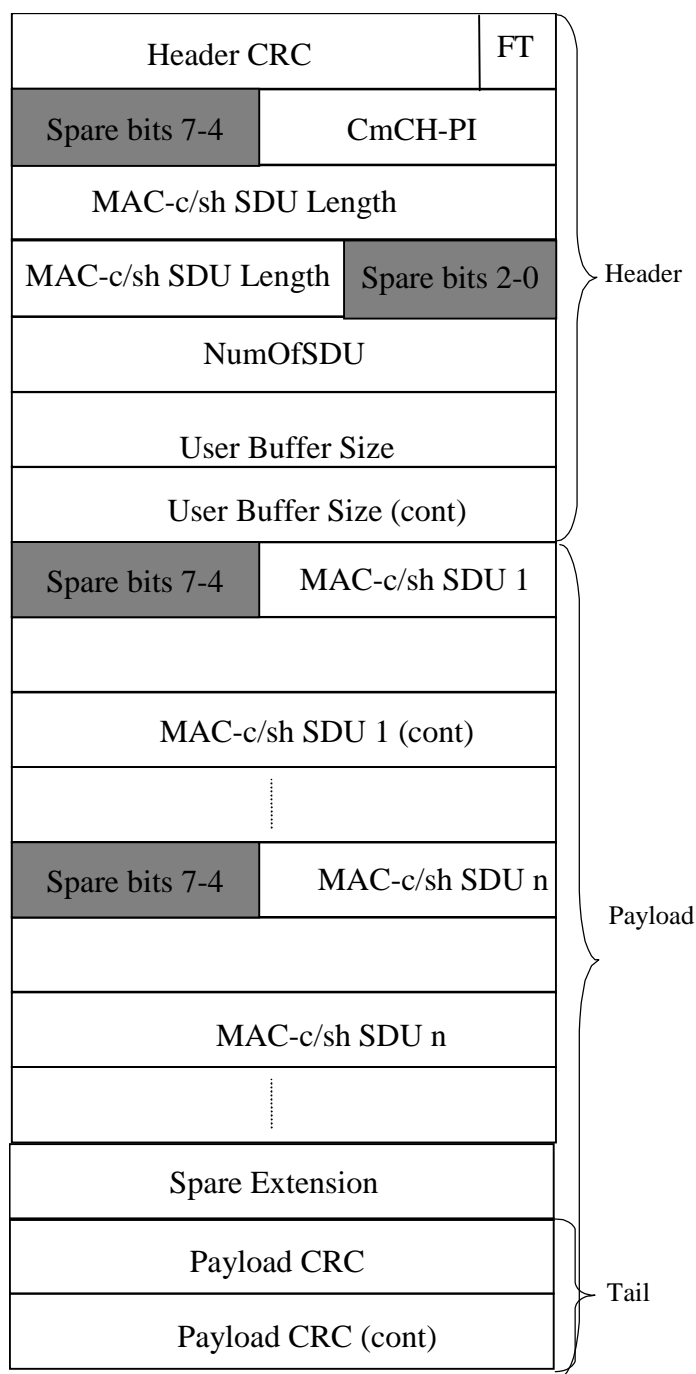 Header CRC FT
Spare bits 7-4 CmCH-PI
MAC-c/sh SDU Length
MAC-c/sh SDU Length Spare bits 2-0
Header
NumOfSDU
User Buffer Size
User Buffer Size (cont)
Spare bits 7-4 MAC-c/sh SDU 1
MAC-c/sh SDU 1 (cont)
Spare bits 7-4 MAC-c/sh SDU n
Payload
MAC-c/sh SDU n
Spare Extension
Payload CRC
Tail
Payload CRC (cont)